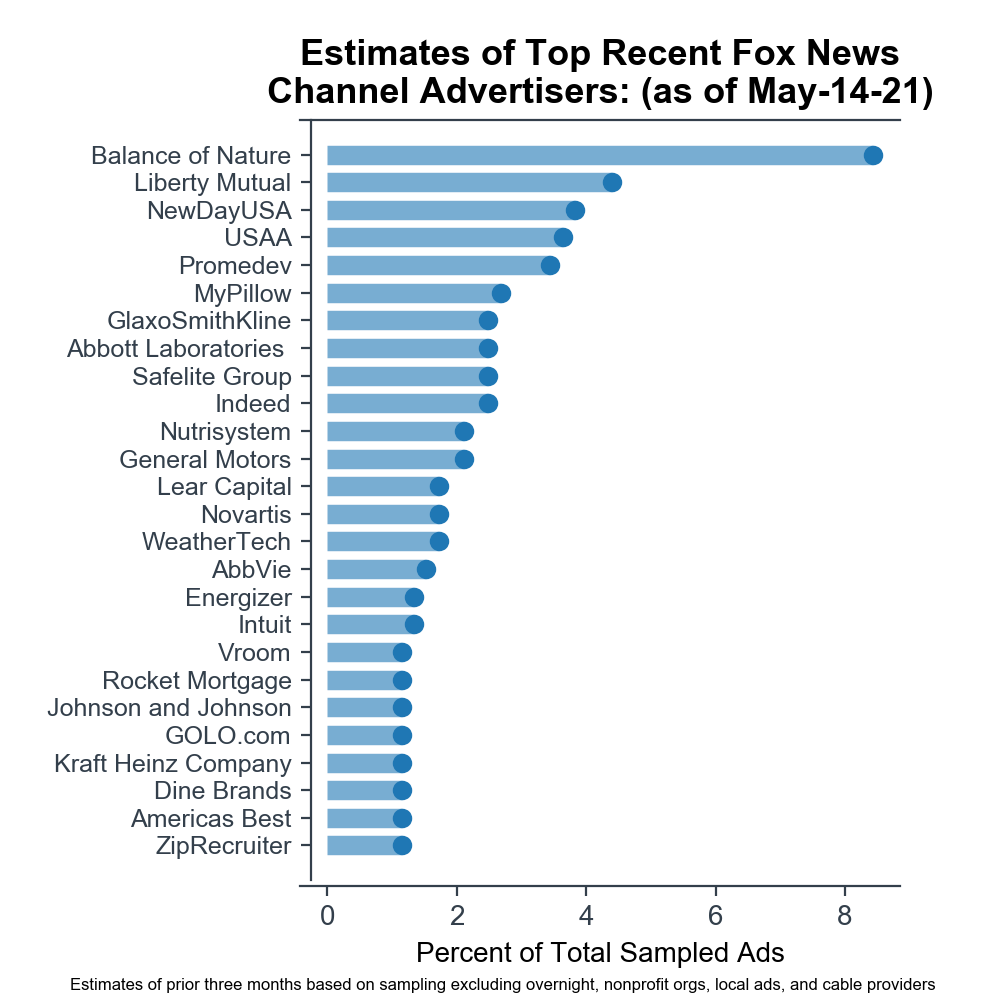 Estimates of Top Recent Fox News
Channel Advertisers: (as of May-14-21)
Balance of Nature
Liberty Mutual
NewDayUSA
USAA
Promedev
MyPillow
GlaxoSmithKline
Abbott Laboratories
Safelite Group
Indeed
Nutrisystem
General Motors
Lear Capital
Novartis
WeatherTech
AbbVie
Energizer
Intuit
Vroom
Rocket Mortgage
Johnson and Johnson
GOLO.com
Kraft Heinz Company
Dine Brands
Americas Best
ZipRecruiter
0 2 4 6 8
Percent of Total Sampled Ads
Estimates of prior three months based on sampling excluding overnight, nonprofit orgs, local ads, and cable providers